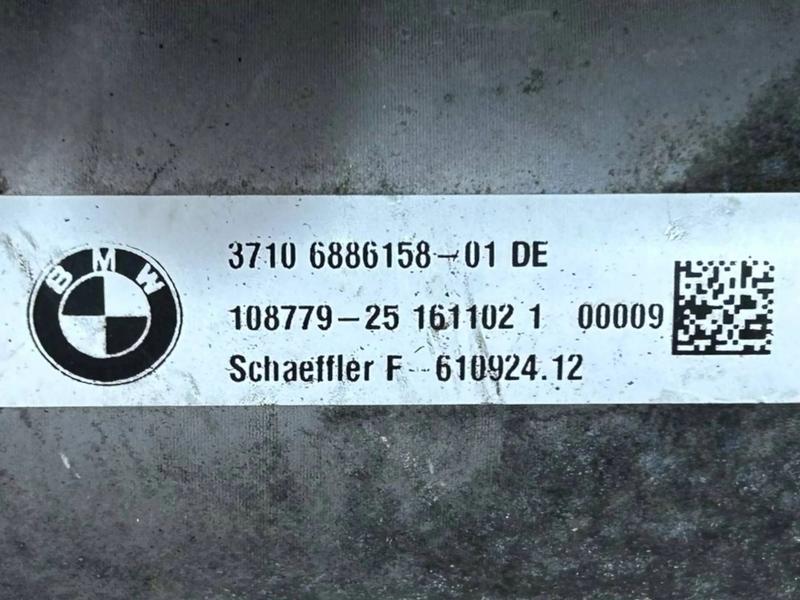 BMW
3710 6886158-01 DE
108779-25 161102 1 00009
Schaeffler F - 610924.12